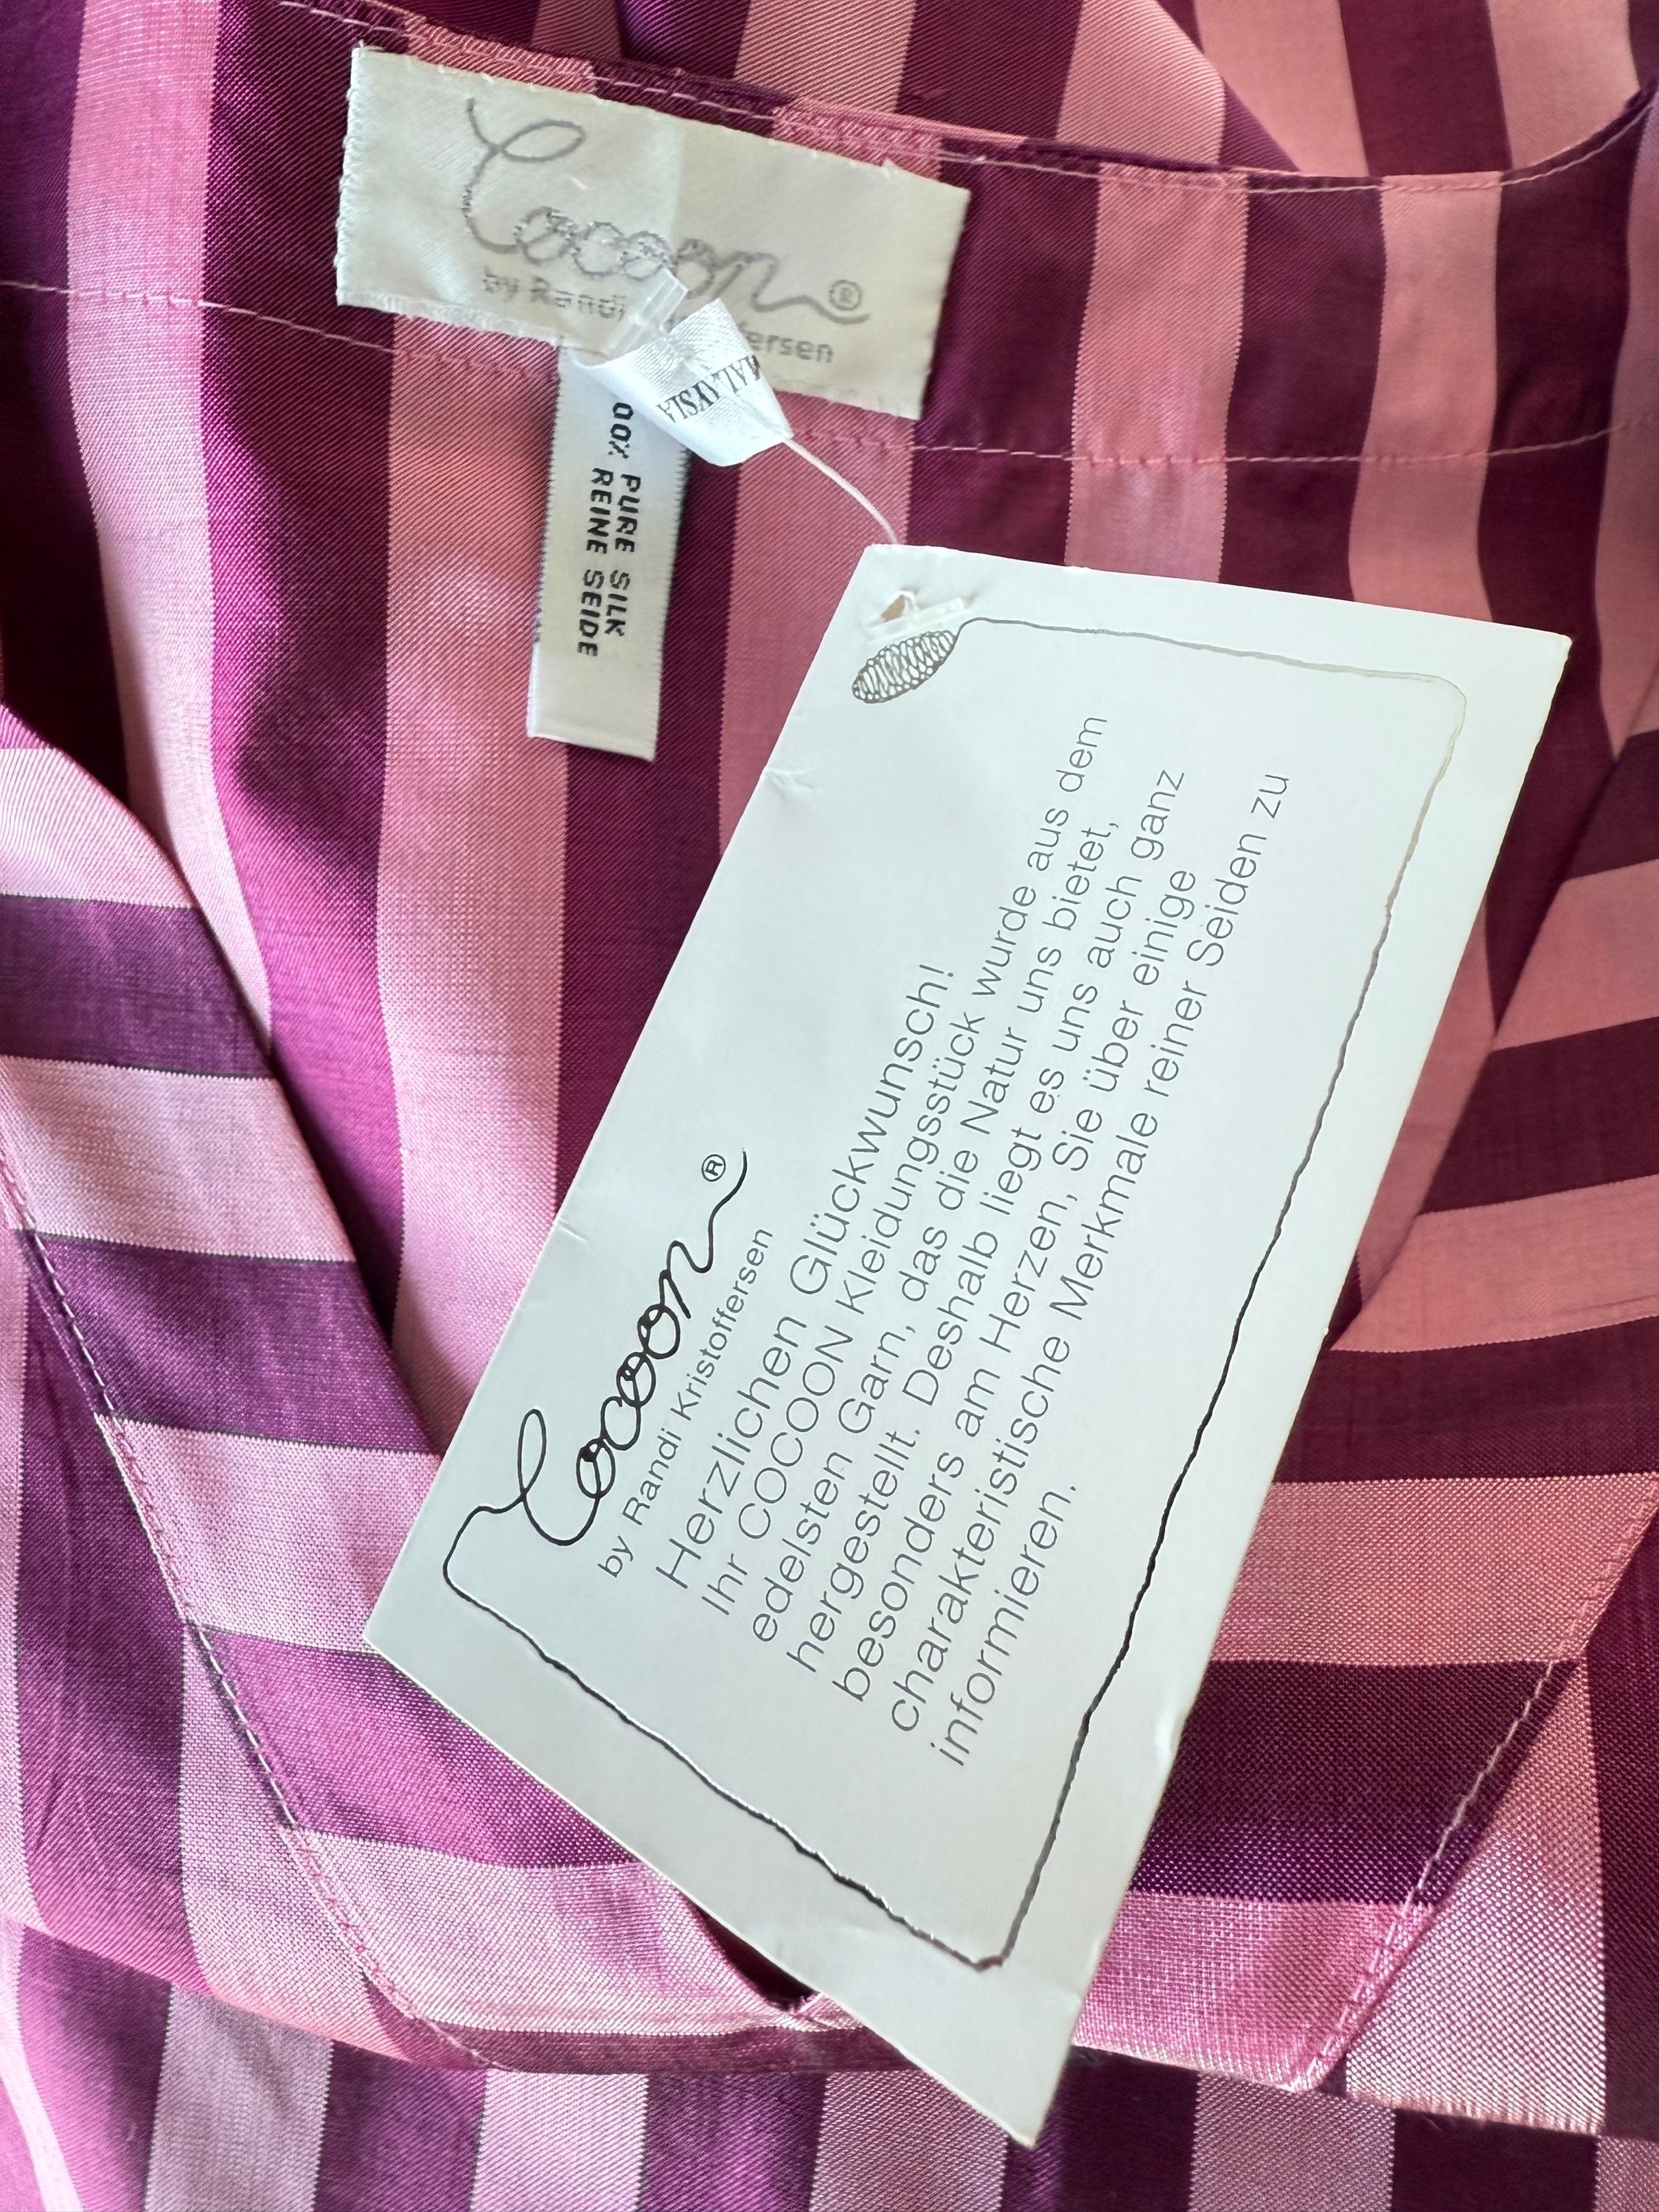 Cocoon ®
by Randi ersen
MALAYSIA
00% PURE SILK
REINE SEIDE
Cocoon ®
by Randi Kristoffersen
Herzlichen Glückwunsch!
Ihr COCOON Kleidungsstück wurde aus dem
edelsten Garn, das die Natur uns bietet,
hergestellt. Deshalb liegt es uns auch ganz
besonders am Herzen, Sie über einige
charakteristische Merkmale reiner Seiden zu
informieren.